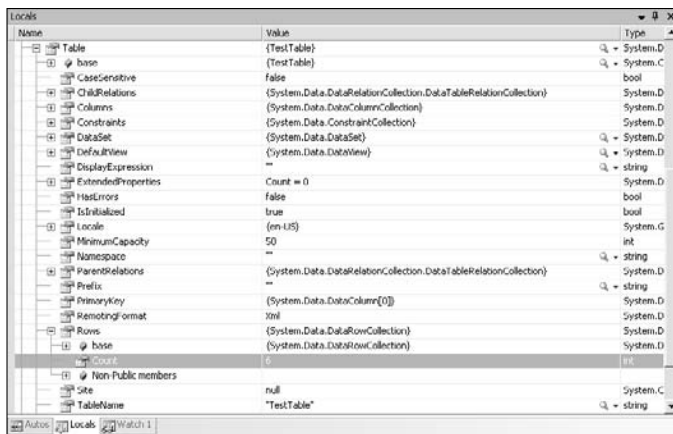 Locals
Name Value Type
Table {TestTable} System.D
base {TestTable} System.C
CaseSensitive false bool
ChildRelations {System.Data.DataRelationCollection.DataTableRelationCollection} System.D
Columns {System.Data.DataColumnCollection} System.D
Constraints {System.Data.ConstraintCollection} System.D
DataSet {System.Data.DataSet} System.D
DefaultView {System.Data.DataView} System.D
DisplayExpression "" string
ExtendedProperties Count = 0 System.D
HasErrors false bool
IsInitialized true bool
Locale {en-US} System.G
MinimumCapacity 50 int
Namespace "" string
ParentRelations {System.Data.DataRelationCollection.DataTableRelationCollection} System.D
Prefix "" string
PrimaryKey {System.Data.DataColumn[0]} System.D
RemotingFormat Xml System.D
Rows {System.Data.DataRowCollection} System.D
base {System.Data.DataRowCollection} System.D
Count 6 int
Non-Public members
Site null System.C
TableName "TestTable" string
Autos Locals Watch 1